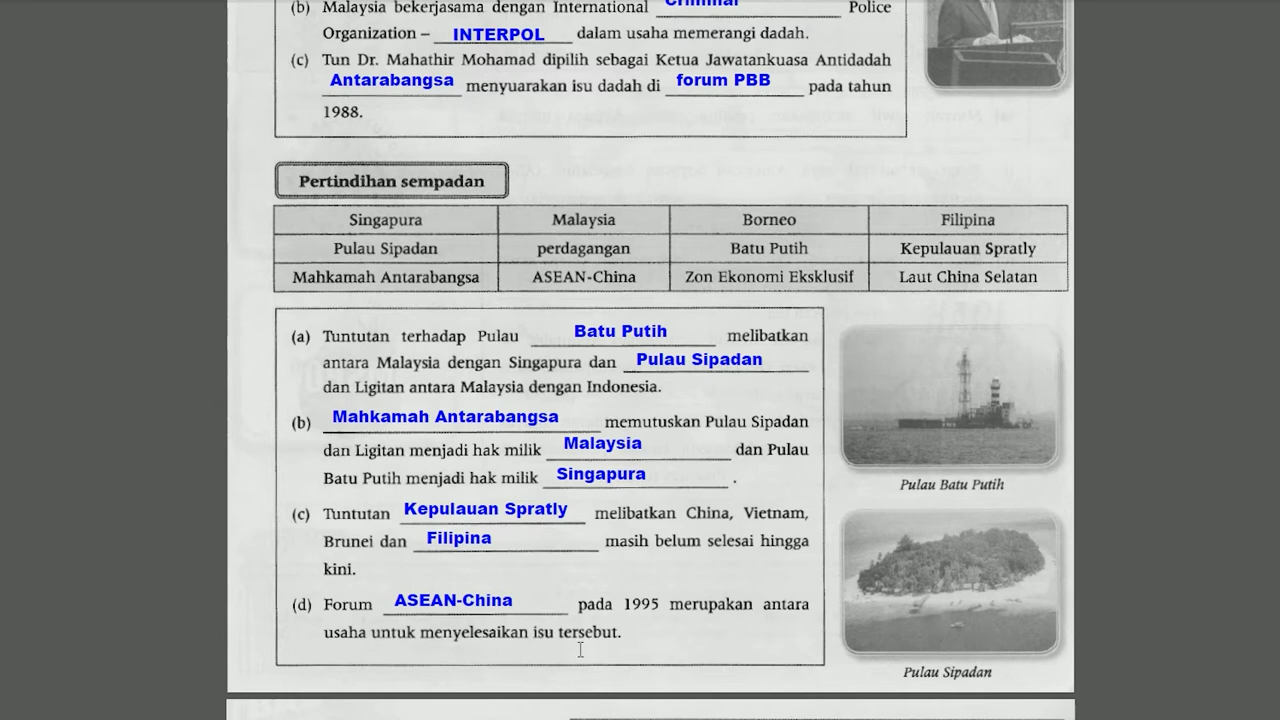 (b) Malaysia bekerjasama dengan International Criminal Police
Organization – INTERPOL dalam usaha memerangi dadah.
(c) Tun Dr. Mahathir Mohamad dipilih sebagai Ketua Jawatankuasa Antidadah
Antarabangsa menyuarakan isu dadah di forum PBB pada tahun
1988.
Pertindihan sempadan
Singapura Malaysia Borneo Filipina
Pulau Sipadan perdagangan Batu Putih Kepulauan Spratly
Mahkamah Antarabangsa ASEAN-China Zon Ekonomi Eksklusif Laut China Selatan
(a) Tuntutan terhadap Pulau Batu Putih melibatkan
antara Malaysia dengan Singapura dan Pulau Sipadan
dan Ligitan antara Malaysia dengan Indonesia.
(b) Mahkamah Antarabangsa memutuskan Pulau Sipadan
dan Ligitan menjadi hak milik Malaysia dan Pulau
Batu Putih menjadi hak milik Singapura .
(c) Tuntutan Kepulauan Spratly melibatkan China, Vietnam,
Brunei dan Filipina masih belum selesai hingga
kini.
(d) Forum ASEAN-China pada 1995 merupakan antara
usaha untuk menyelesaikan isu tersebut.
Pulau Batu Putih
Pulau Sipadan